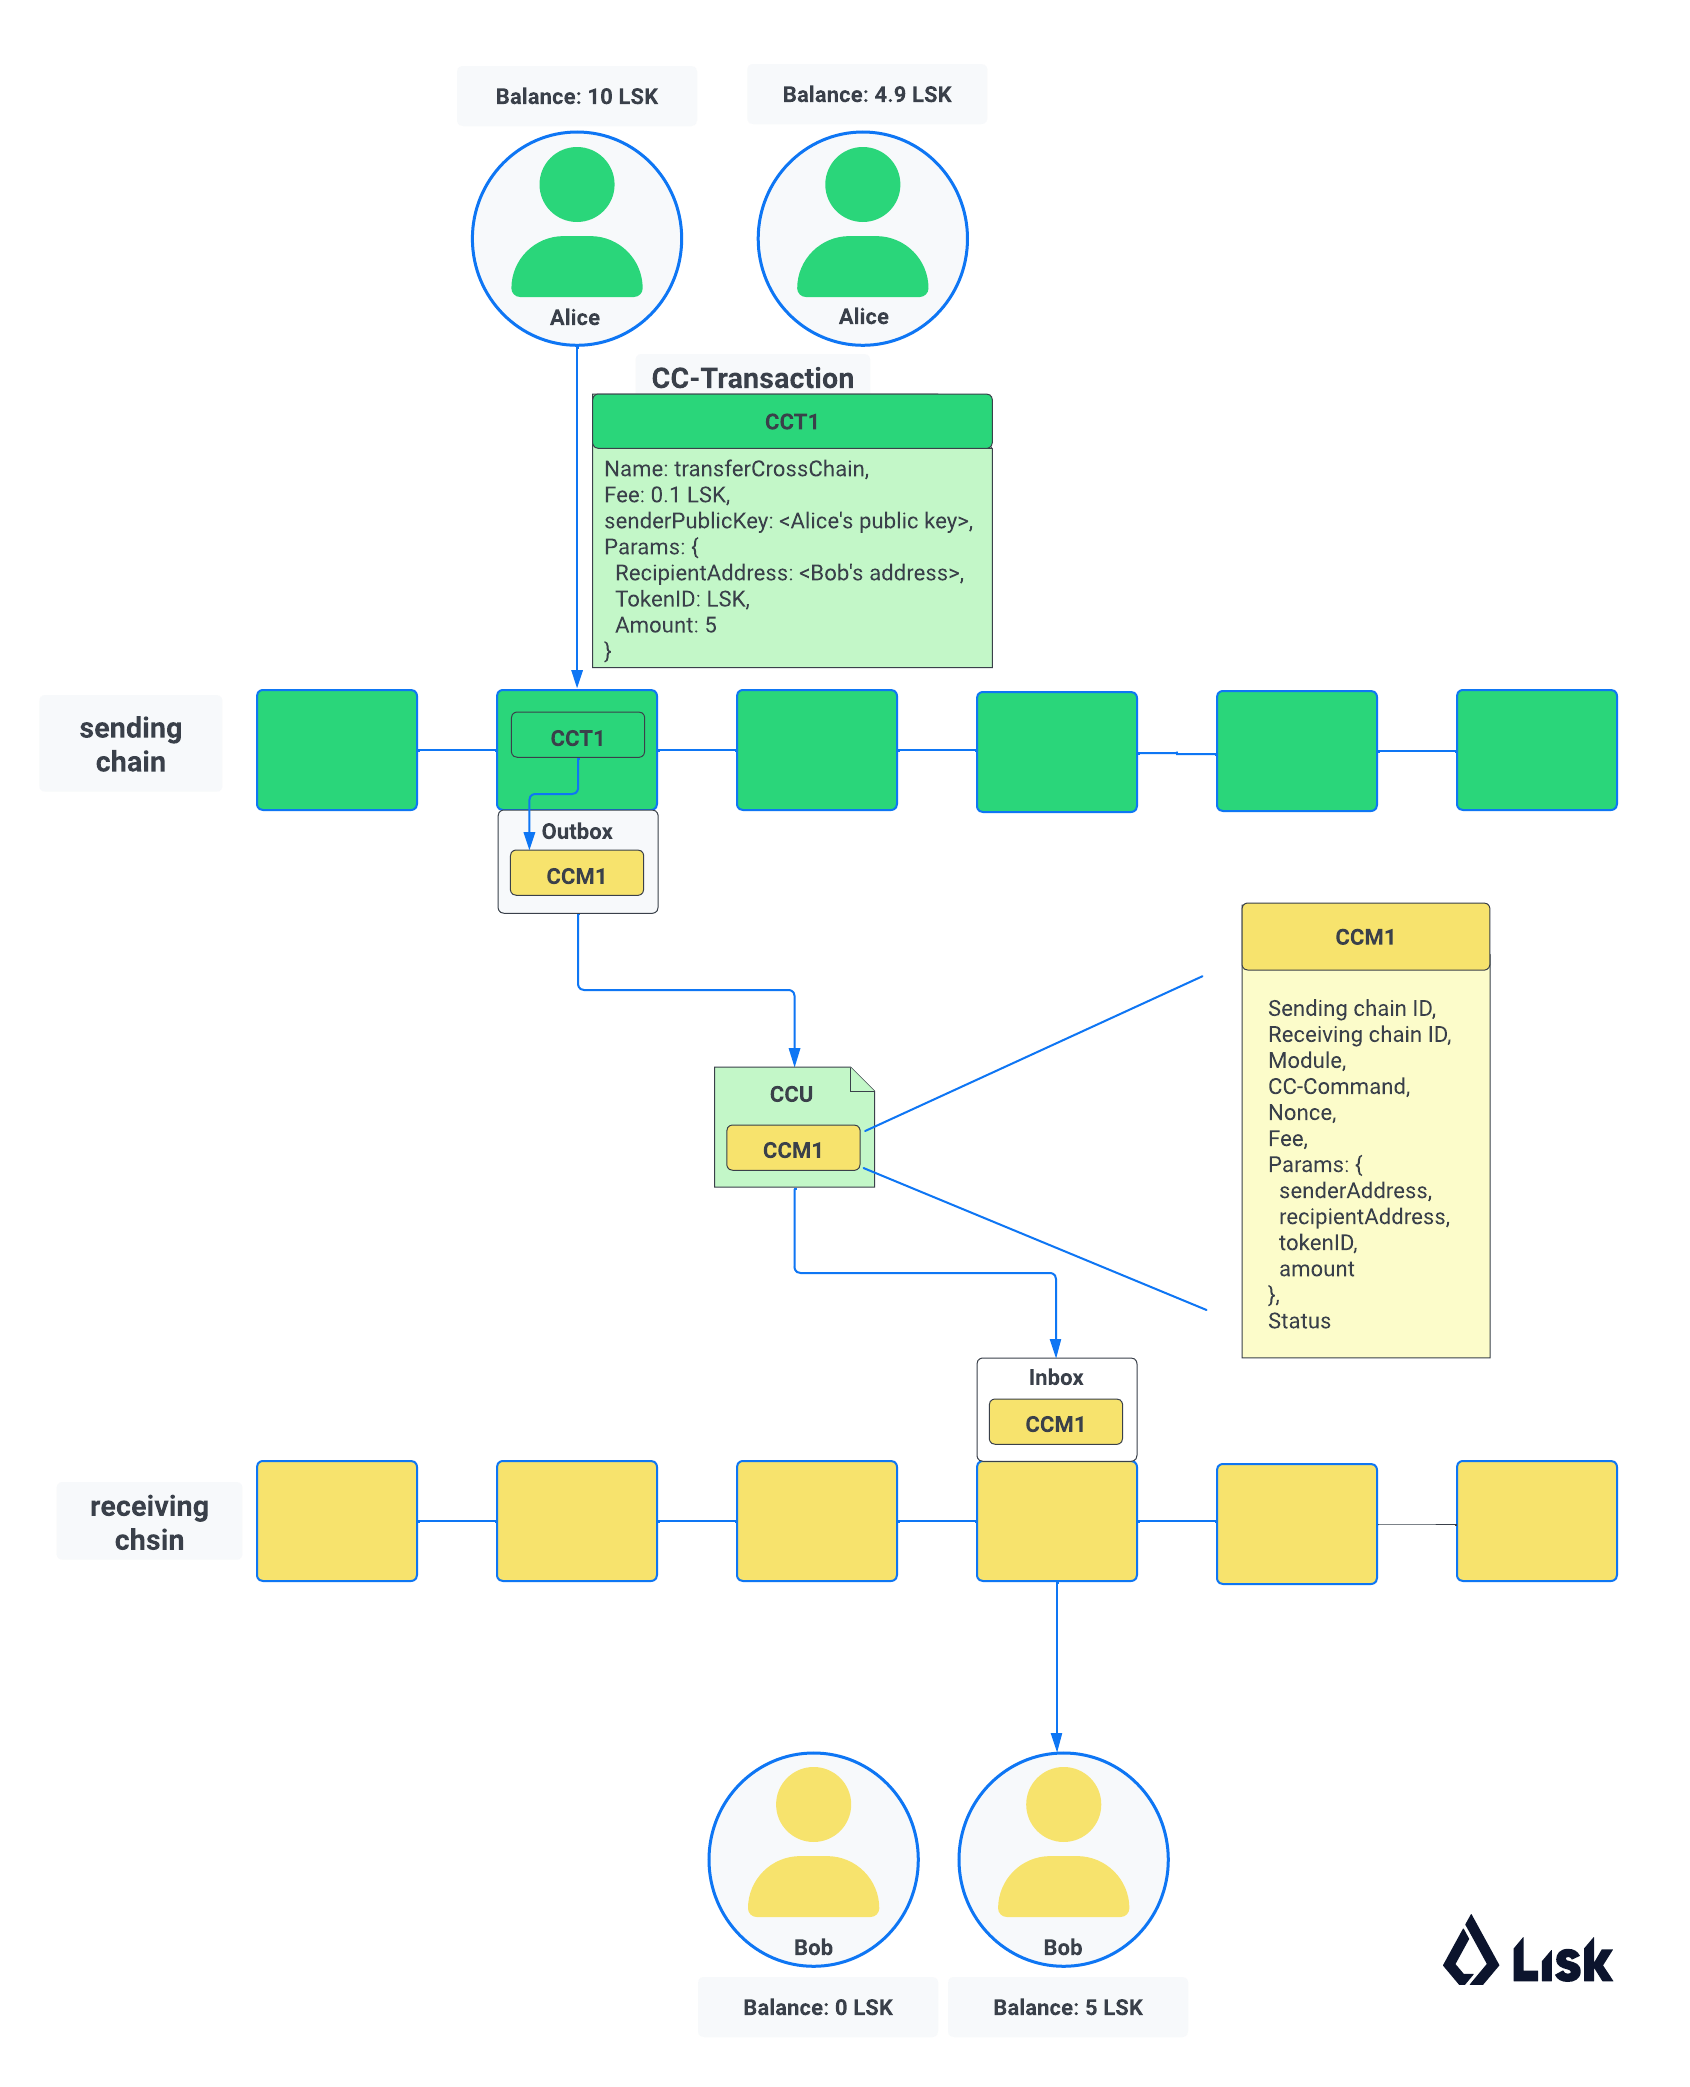 Balance: 10 LSK
Balance: 4.9 LSK
Alice
Alice
CC-Transaction
CCT1
Name: transferCrossChain,
Fee: 0.1 LSK,
senderPublicKey: <Alice's public key>,
Params: {
RecipientAddress: <Bob's address>,
TokenID: LSK,
Amount: 5
}
sending
chain
CCT1
Outbox
CCM1
CCM1
Sending chain ID,
Receiving chain ID,
Module,
CC-Command,
Nonce,
Fee,
Params: {
senderAddress,
recipientAddress,
tokenID,
amount
},
Status
CCU
CCM1
Inbox
CCM1
receiving
chsin
Bob
Bob
Balance: 0 LSK
Balance: 5 LSK
Lisk